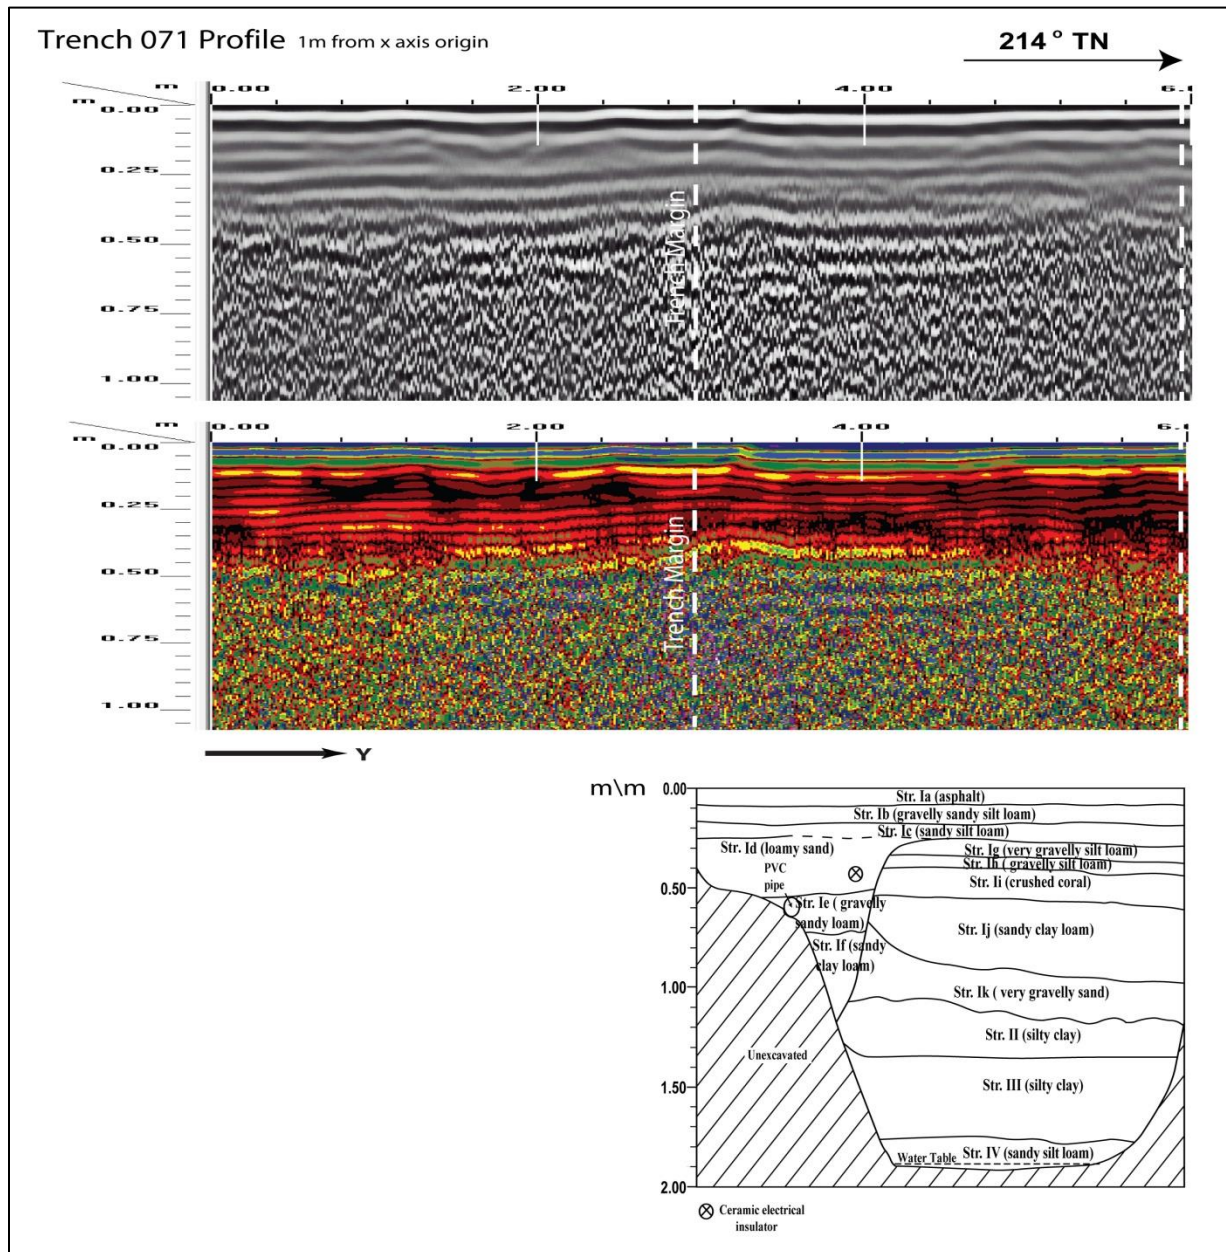 Trench 071 Profile 1m from x axis origin
214° TN
m 0.00 2.00 4.00 6.0
m
0.00
0.25
0.50
0.75
1.00
Trench Margin
m 0.00 2.00 4.00 6.0
m
0.00
0.25
0.50
0.75
1.00
Trench Margin
Y
m\m
0.00
0.50
1.00
1.50
2.00
Str. Ia (asphalt)
Str. Ib (gravelly sandy silt loam)
Str. Ic (sandy silt loam)
Str. Id (loamy sand)
Str. Ig (very gravelly silt loam)
Str. Ih ( gravelly silt loam)
PVC
pipe
Str. Ii (crushed coral)
Str. Ie ( gravelly
sandy loam)
Str. Ij (sandy clay loam)
Str. If (sandy
clay loam)
Str. Ik ( very gravelly sand)
Str. II (silty clay)
Unexcavated
Str. III (silty clay)
Water Table
Str. IV (sandy silt loam)
Ceramic electrical
insulator